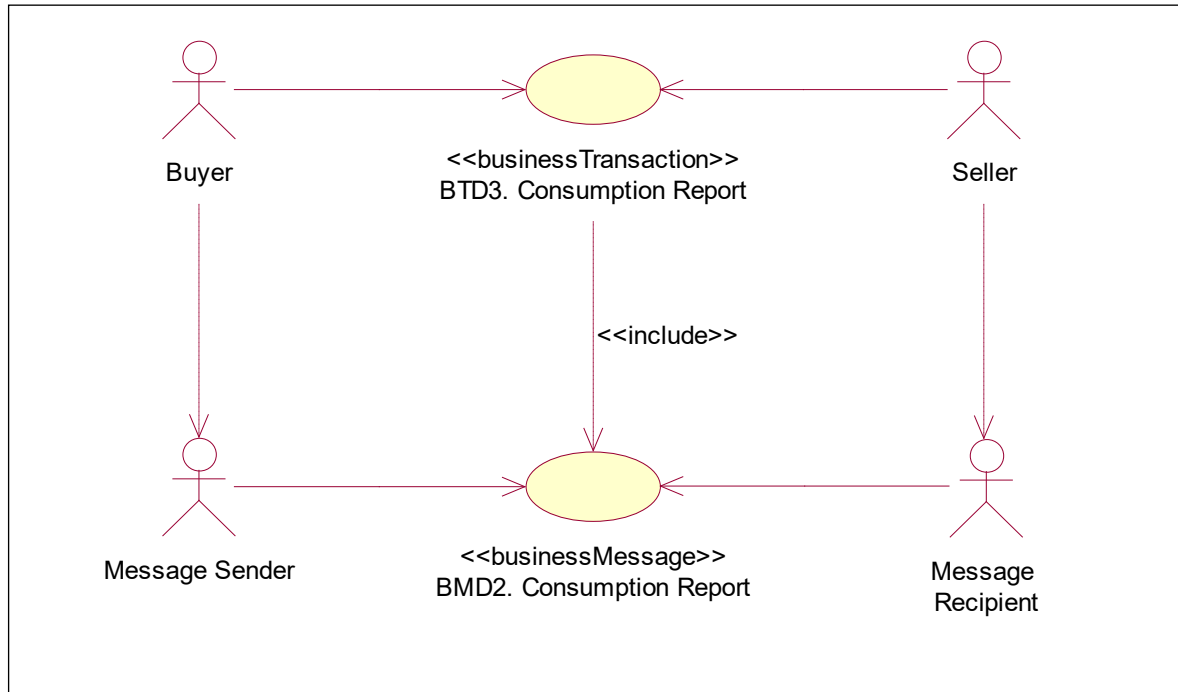 Buyer
<<businessTransaction>>
BTD3. Consumption Report
Seller
<<include>>
Message Sender
<<businessMessage>>
BMD2. Consumption Report
Message
Recipient